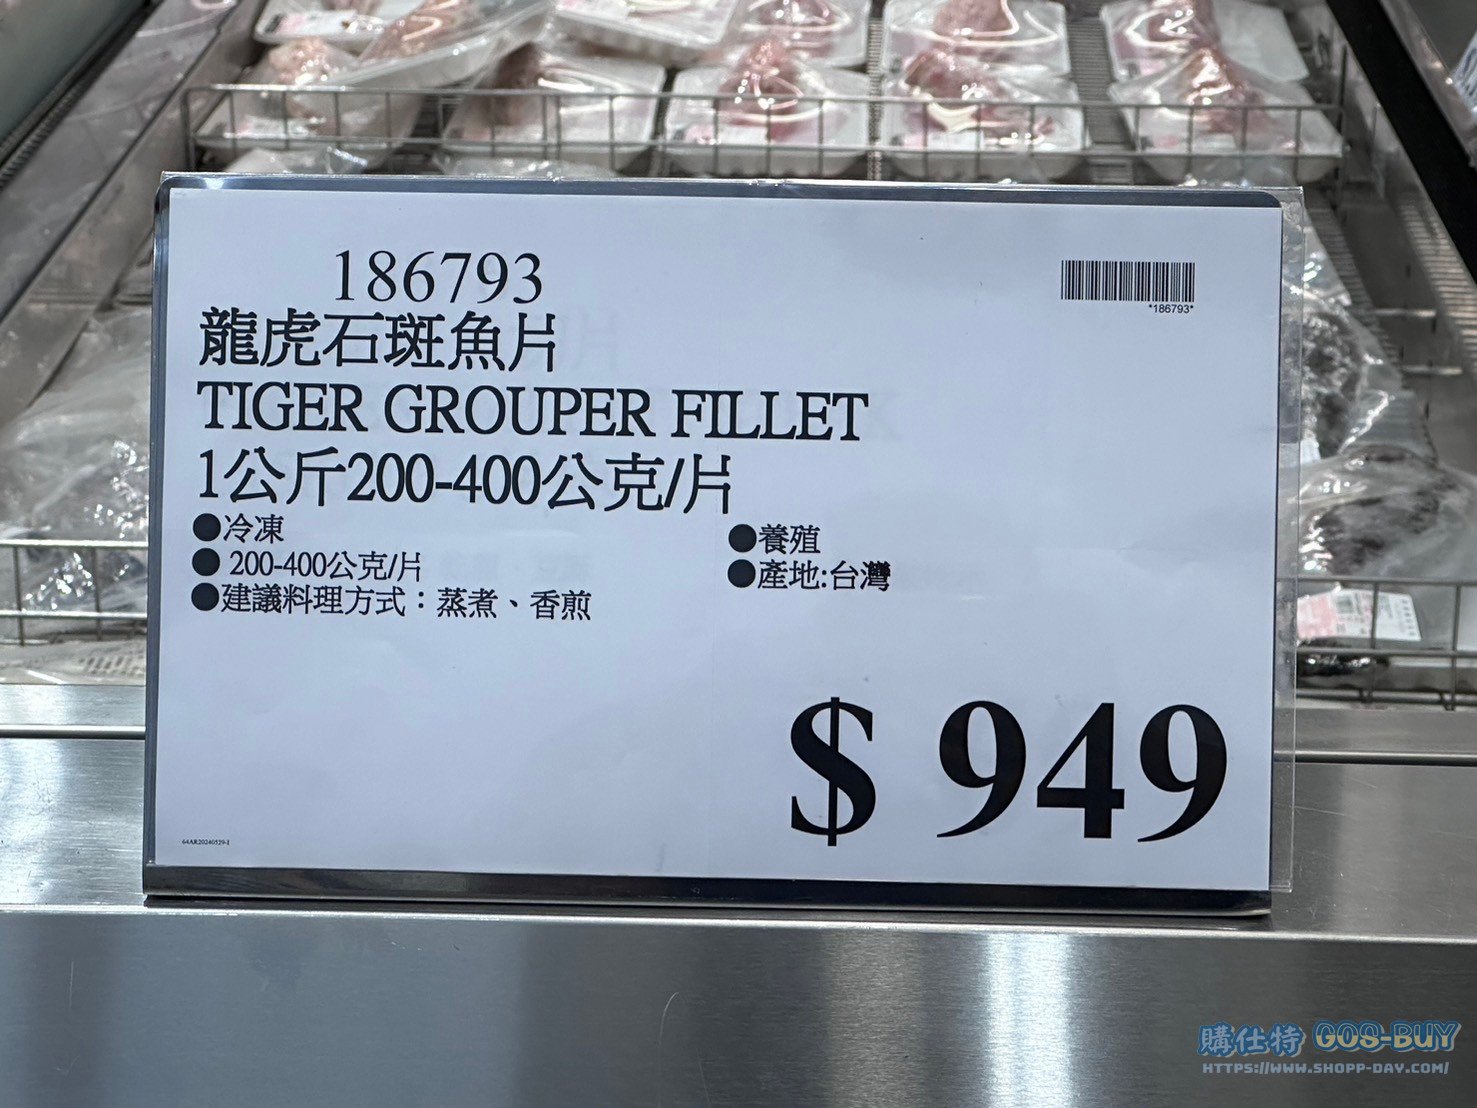 186793
*186793*
龍虎石斑魚片
TIGER GROUPER FILLET
1公斤200-400公克/片
●冷凍
●養殖
● 200-400公克/片
●產地:台灣
●建議料理方式：蒸煮、香煎
$ 949
64AR20240529-1
購仕特 GOS-BUY
HTTPS://WWW.SHOPP-DAY.COM/